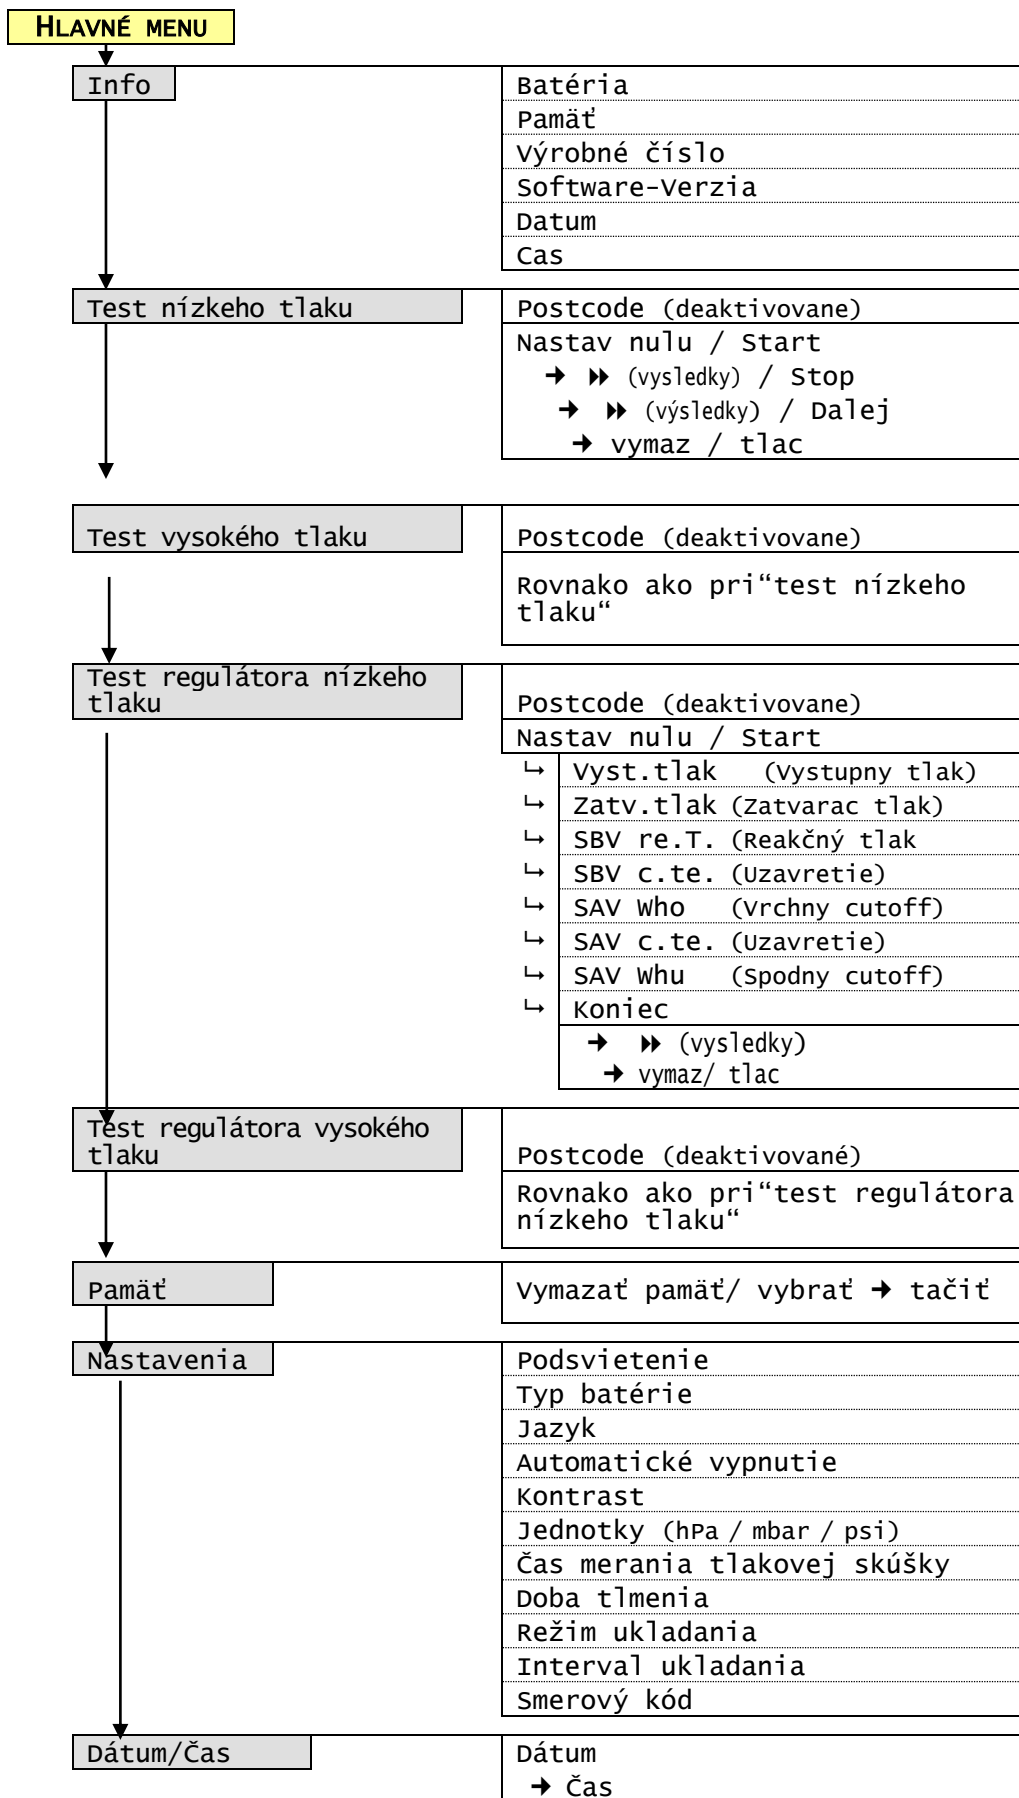 HLAVNÉ MENU
Info
Batéria
Pamäť
Výrobné číslo
Software-Verzia
Datum
Cas
Test nízkeho tlaku
Postcode (deaktivovane)
Nastav nulu / Start
(vysledky) / Stop
(výsledky) / Dalej
vymaz / tlac
Test vysokého tlaku
Postcode (deaktivovane)
Rovnako ako pri“test nízkeho
tlaku“
Test regulátora nízkeho
tlaku
Postcode (deaktivovane)
Nastav nulu / Start
Vyst.tlak (Vystupny tlak)
Zatv.tlak (Zatvarac tlak)
SBV re.T. (Reakčný tlak
SBV c.te. (Uzavretie)
SAV Who (Vrchny cutoff)
SAV c.te. (Uzavretie)
SAV Whu (Spodny cutoff)
Koniec
(vysledky)
vymaz/ tlac
Test regulátora vysokého
tlaku
Postcode (deaktivované)
Rovnako ako pri“test regulátora
nízkeho tlaku“
Pamäť
Vymazať pamäť/ vybrať ➔ tačiť
Nastavenia
Podsvietenie
Typ batérie
Jazyk
Automatické vypnutie
Kontrast
Jednotky (hPa / mbar / psi)
Čas merania tlakovej skúšky
Doba tlmenia
Režim ukladania
Interval ukladania
Smerový kód
Dátum/Čas
Dátum
➔ Čas